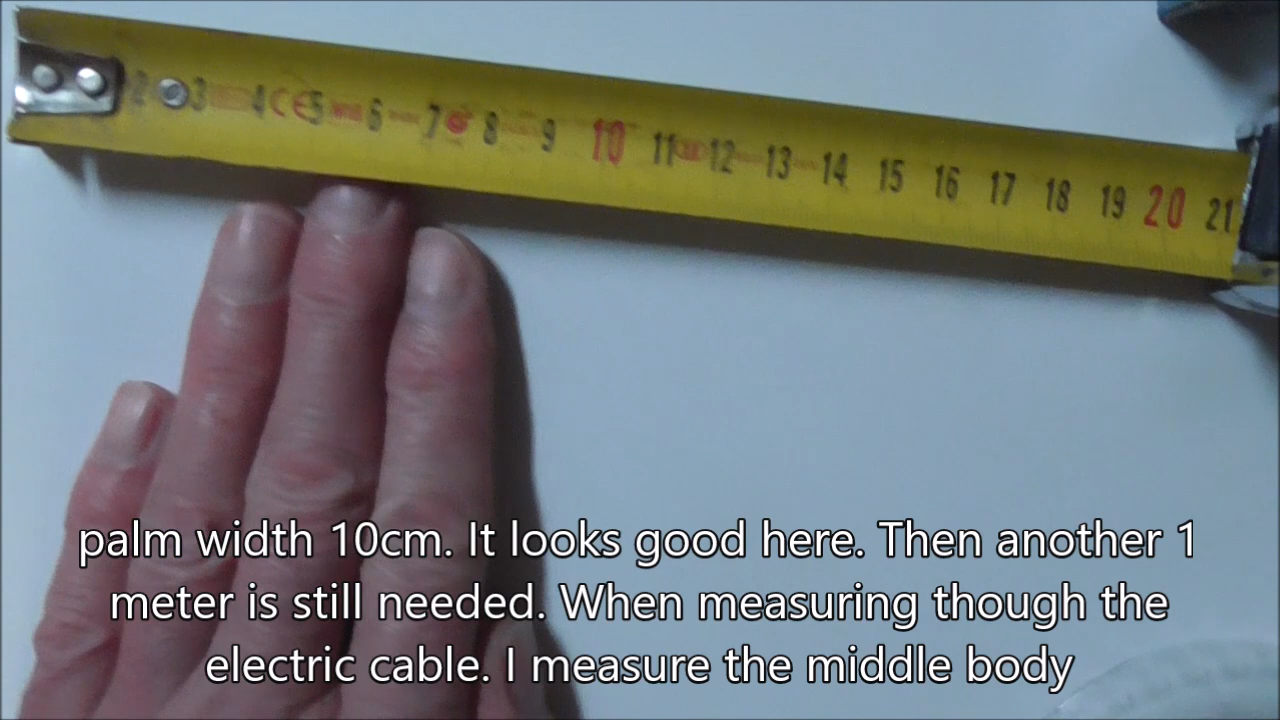 2 3 4 CE 5 6 7 8 9 10 11 12 13 14 15 16 17 18 19 20 21
palm width 10cm. It looks good here. Then another 1
meter is still needed. When measuring though the
electric cable. I measure the middle body